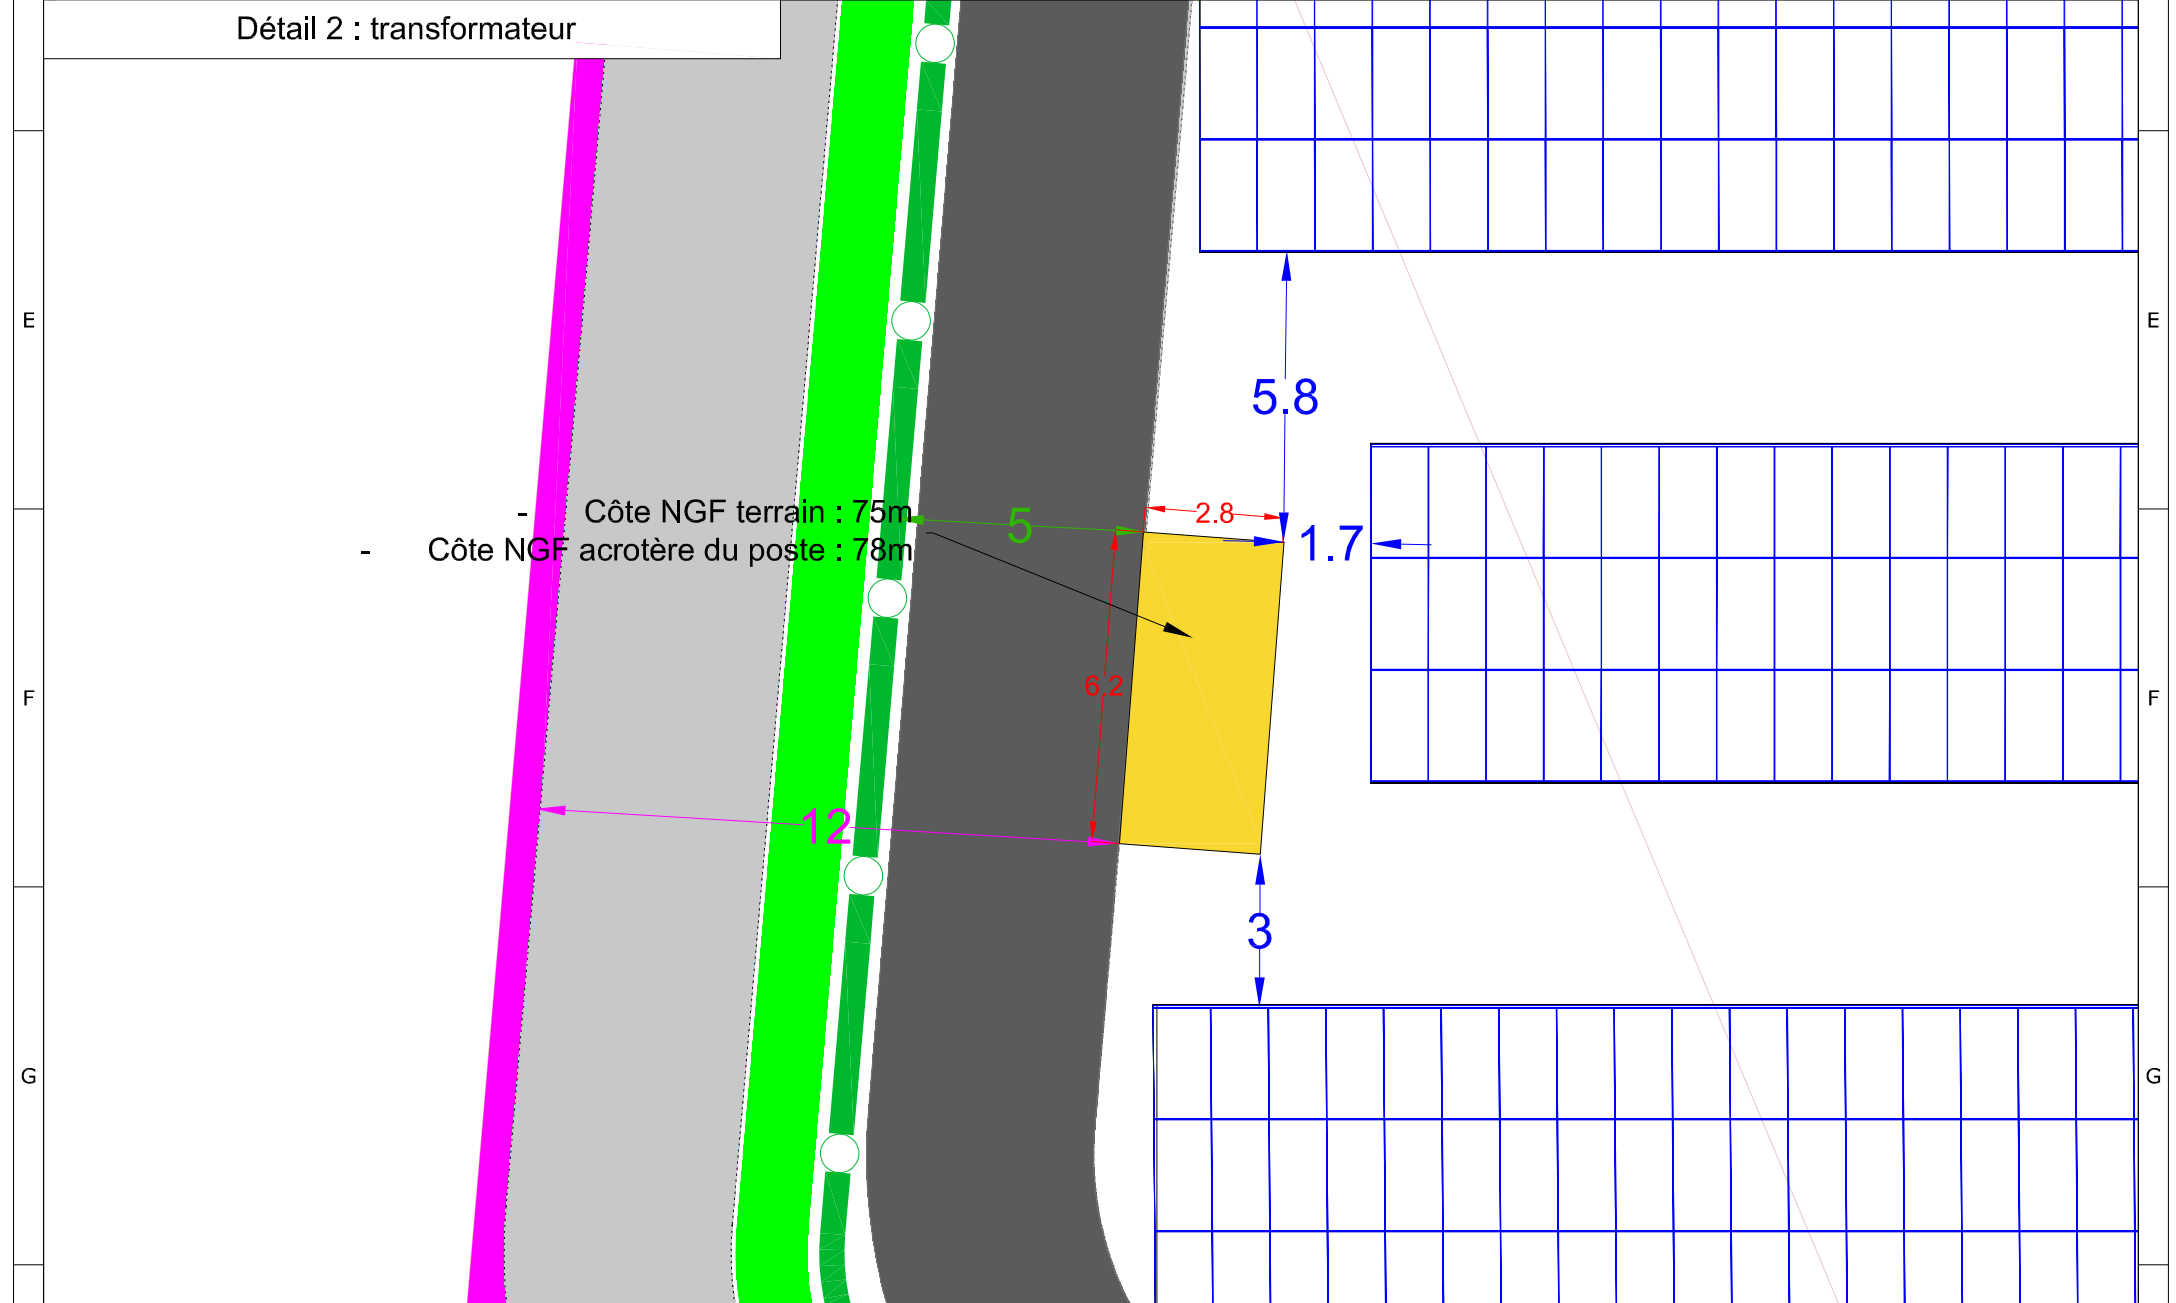 Détail 2 : transformateur
E
E
5.8
- Côte NGF terrain : 75m
5
2.8
- Côte NGF acrotère du poste : 78m
1.7
6.2
F
F
12
3
G
G